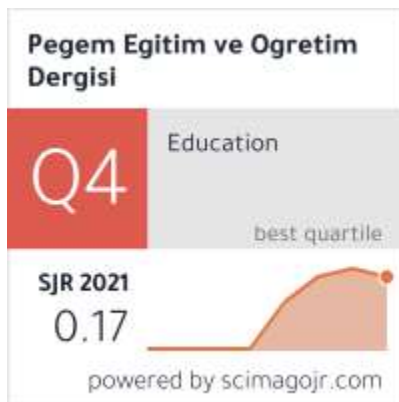 Pegem Egitim ve Ogretim
Dergisi
Q4
Education
best quartile
SJR 2021
0.17
powered by scimagojr.com